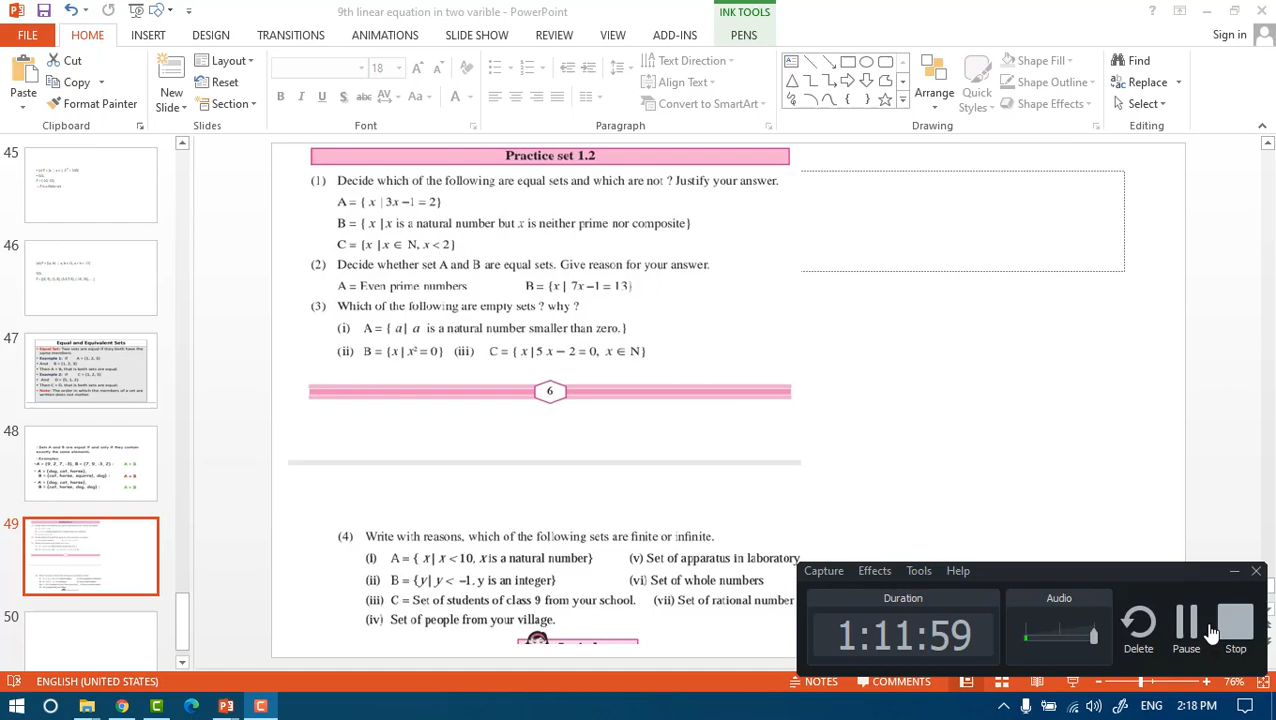 9th linear equation in two varible - PowerPoint
INK TOOLS
FILE HOME INSERT DESIGN TRANSITIONS ANIMATIONS SLIDE SHOW REVIEW VIEW ADD-INS PENS
Sign in
Paste
Cut
Copy
Format Painter
Clipboard
New Slide
Layout
Reset
Section
Slides
18
B I U S abc AV Aa A
Font
Text Direction
Align Text
Convert to SmartArt
Paragraph
Arrange
Quick Styles
Shape Fill
Shape Outline
Shape Effects
Drawing
Find
Replace
Select
Editing
45
46
47
Equal and Equivalent Sets
48
49
50
Practice set 1.2
(1) Decide which of the following are equal sets and which are not ? Justify your answer.
A = { x | 3x −1 = 2}
B = { x | x is a natural number but x is neither prime nor composite}
C = {x | x ∈ N, x < 2}
(2) Decide whether set A and B are equal sets. Give reason for your answer.
A = Even prime numbers B = {x | 7x −1 = 13}
(3) Which of the following are empty sets ? why ?
(i) A = { a| a is a natural number smaller than zero.}
(ii) B = {x | x² = 0} (iii) C = { x | 5 x − 2 = 0, x ∈ N}
6
(4) Write with reasons, which of the following sets are finite or infinite.
(i) A = { x | x < 10, x is a natural number} (v) Set of apparatus in laboratory
(ii) B = {y | y < is an integer} (vi) Set of whole numbers
(iii) C = Set of students of class 9 from your school. (vii) Set of rational number
(iv) Set of people from your village.
Capture Effects Tools Help
Duration
1:11:59
Audio
Delete
Pause
Stop
ENGLISH (UNITED STATES)
NOTES
COMMENTS
76%
ENG 2:18 PM